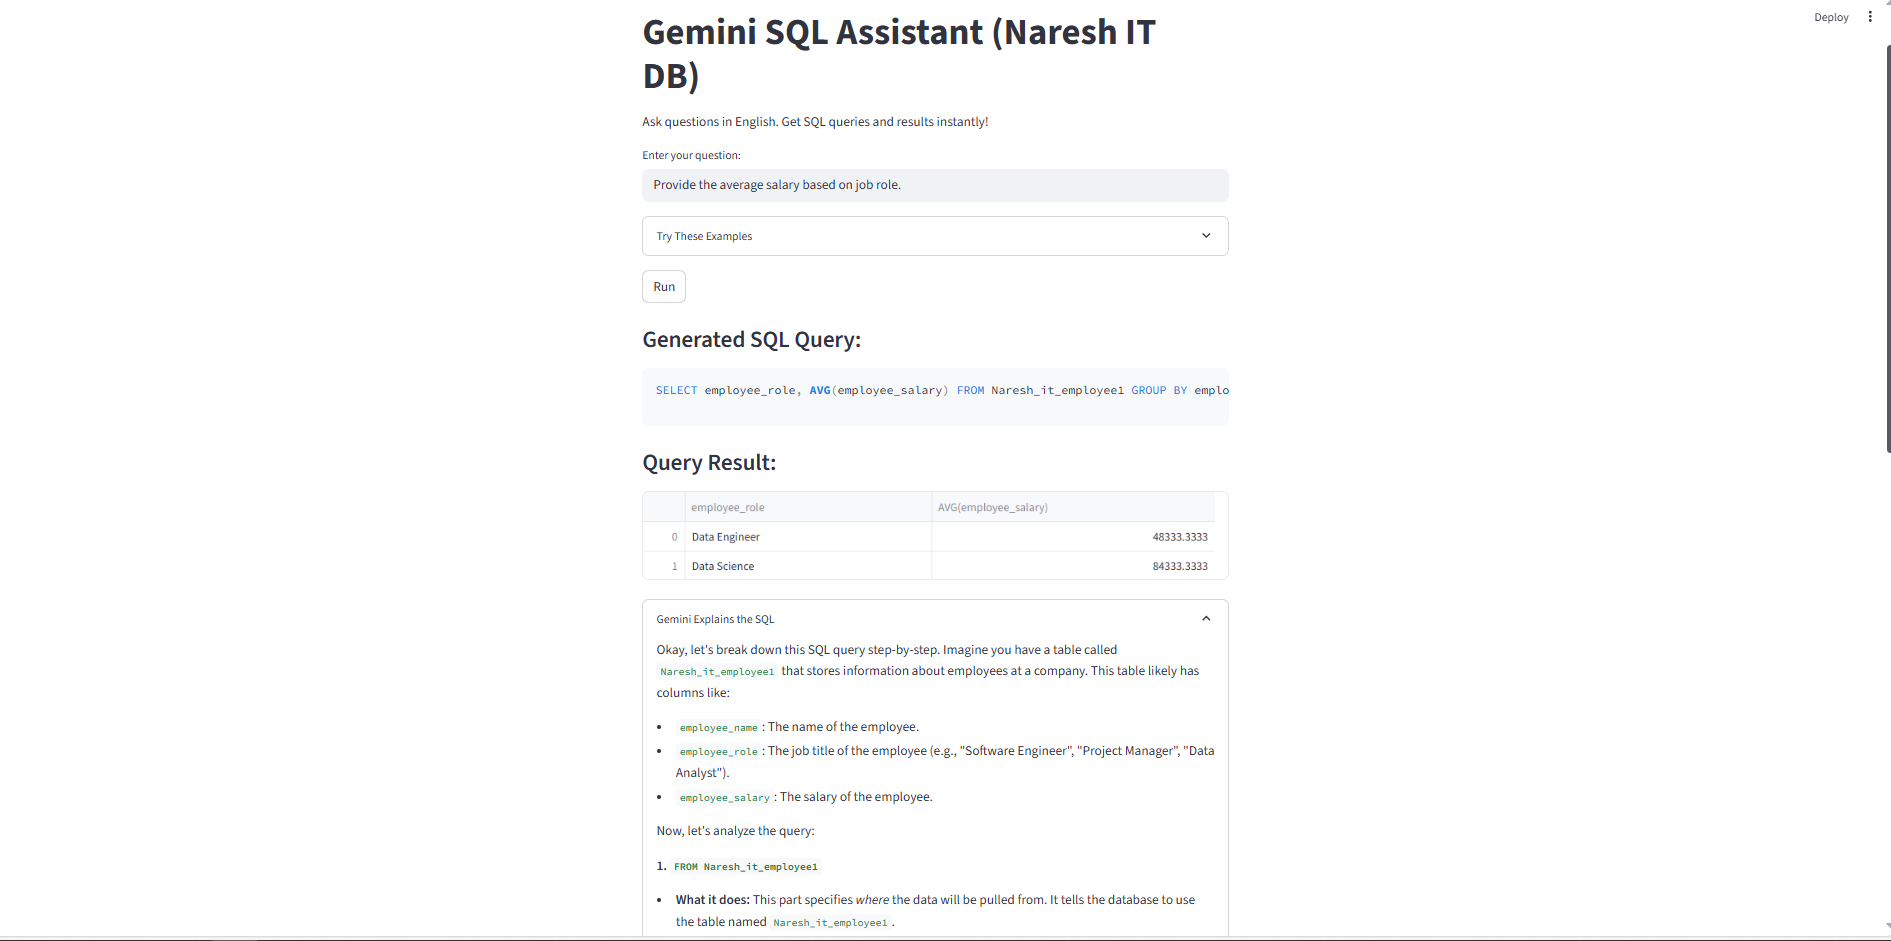 Deploy
Gemini SQL Assistant (Naresh IT
DB)
Ask questions in English. Get SQL queries and results instantly!
Enter your question:
Provide the average salary based on job role.
Try These Examples
Run
Generated SQL Query:
SELECT employee_role, AVG(employee_salary) FROM Naresh_it_employee1 GROUP BY emplo
Query Result:
employee_role AVG(employee_salary)
0 Data Engineer 48333.3333
1 Data Science 84333.3333
Gemini Explains the SQL
Okay, let's break down this SQL query step-by-step. Imagine you have a table called
Naresh_it_employee1 that stores information about employees at a company. This table likely has
columns like:
• employee_name : The name of the employee.
• employee_role : The job title of the employee (e.g., "Software Engineer", "Project Manager", "Data
Analyst").
• employee_salary : The salary of the employee.
Now, let's analyze the query:
1. FROM Naresh_it_employee1
• What it does: This part specifies where the data will be pulled from. It tells the database to use
the table named Naresh_it_employee1 .